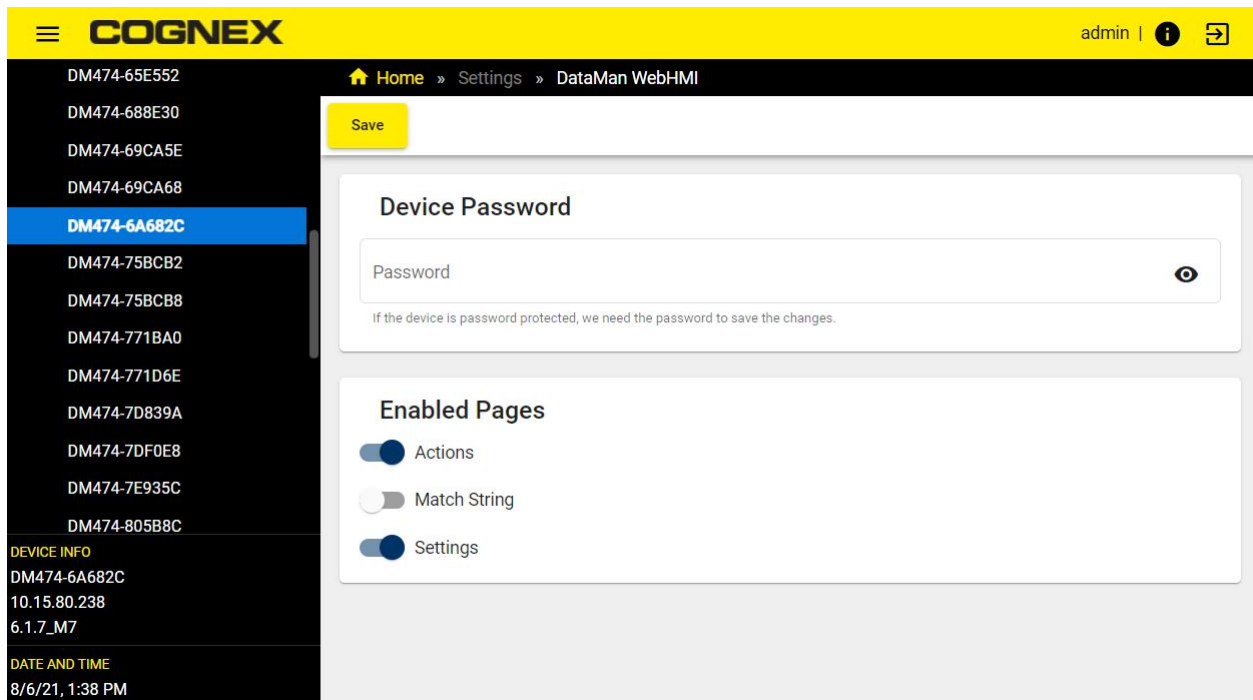 COGNEX
admin |
DM474-65E552
DM474-688E30
DM474-69CA5E
DM474-69CA68
DM474-6A682C
DM474-75BCB2
DM474-75BCB8
DM474-771BA0
DM474-771D6E
DM474-7D839A
DM474-7DF0E8
DM474-7E935C
DM474-805B8C
DEVICE INFO
DM474-6A682C
10.15.80.238
6.1.7_M7
DATE AND TIME
8/6/21, 1:38 PM
Home » Settings » DataMan WebHMI
Save
Device Password
Password
If the device is password protected, we need the password to save the changes.
Enabled Pages
Actions
Match String
Settings